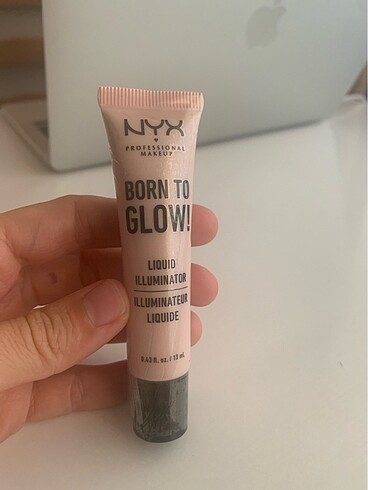 NYX
PROFESSIONAL
MAKEUP
BORN TO
GLOW!
LIQUID
ILLUMINATOR
ILLUMINATEUR
LIQUIDE
0.43 fl. oz. / 13 mL